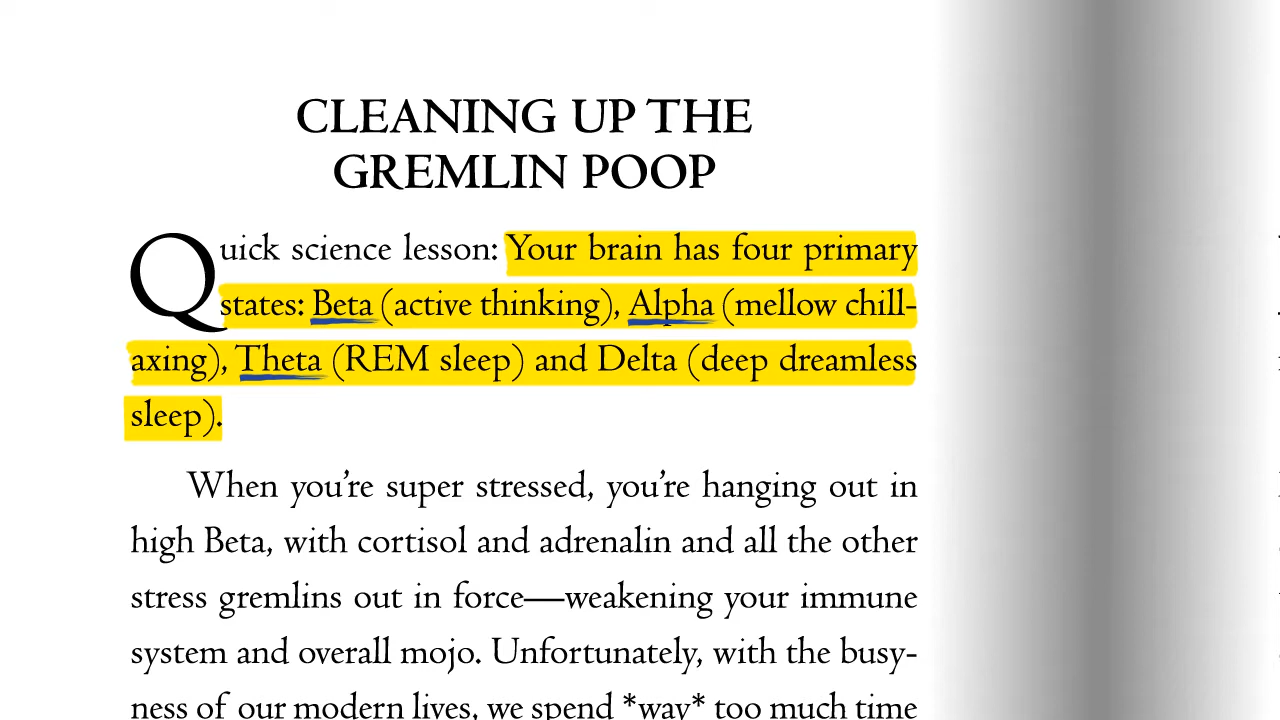 CLEANING UP THE
GREMLIN POOP
Quick science lesson: Your brain has four primary
states: Beta (active thinking), Alpha (mellow chill-
axing), Theta (REM sleep) and Delta (deep dreamless
sleep).
When you’re super stressed, you’re hanging out in
high Beta, with cortisol and adrenalin and all the other
stress gremlins out in force—weakening your immune
system and overall mojo. Unfortunately, with the busy-
ness of our modern lives, we spend *way* too much time